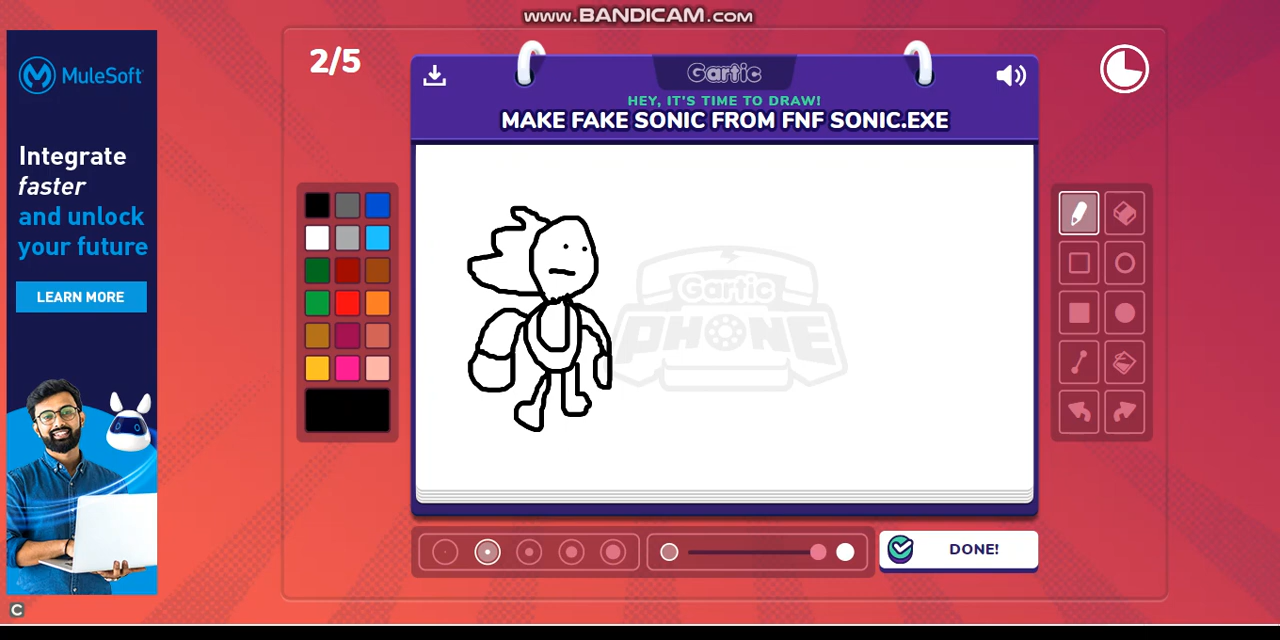 www.BANDICAM.com
2/5
Gartic
HEY, IT'S TIME TO DRAW!
MAKE FAKE SONIC FROM FNF SONIC.EXE
MuleSoft
Integrate
faster
and unlock
your future
LEARN MORE
Gartic
PHONE
DONE!
C